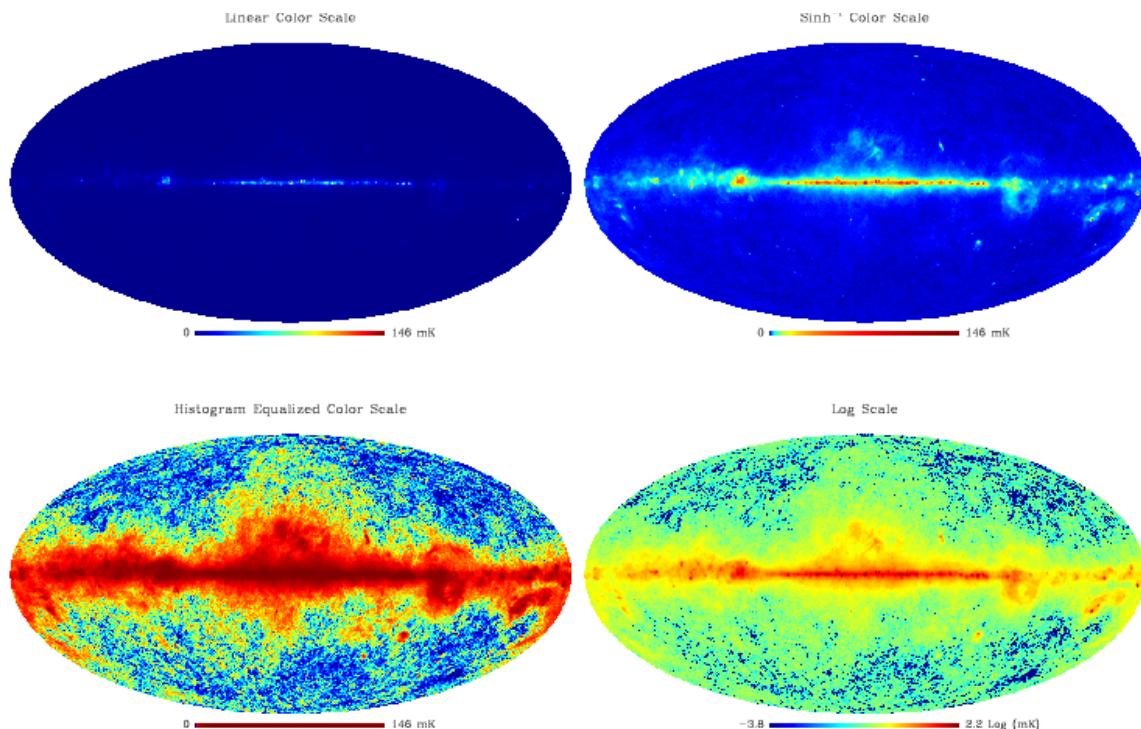 Linear Color Scale
Sinh⁻¹ Color Scale
0 146 mK
0 146 mK
Histogram Equalized Color Scale
Log Scale
0 146 mK
-3.8 2.2 Log (mK)